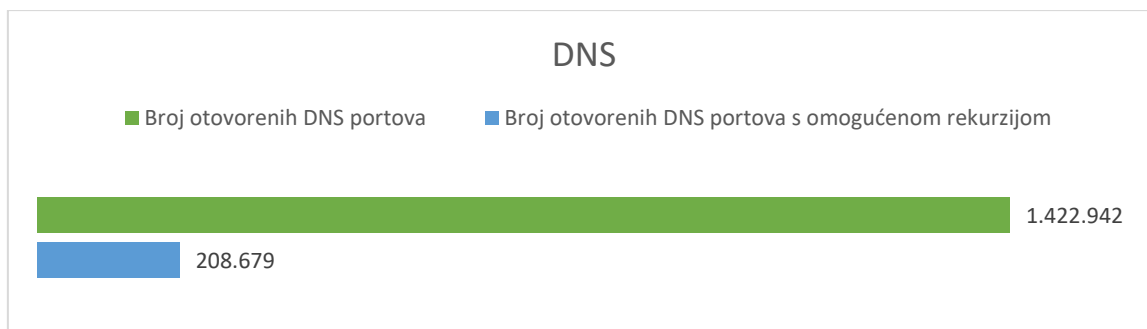 DNS
Broj otovorenih DNS portova
Broj otovorenih DNS portova s omogućenom rekurzijom
1.422.942
208.679